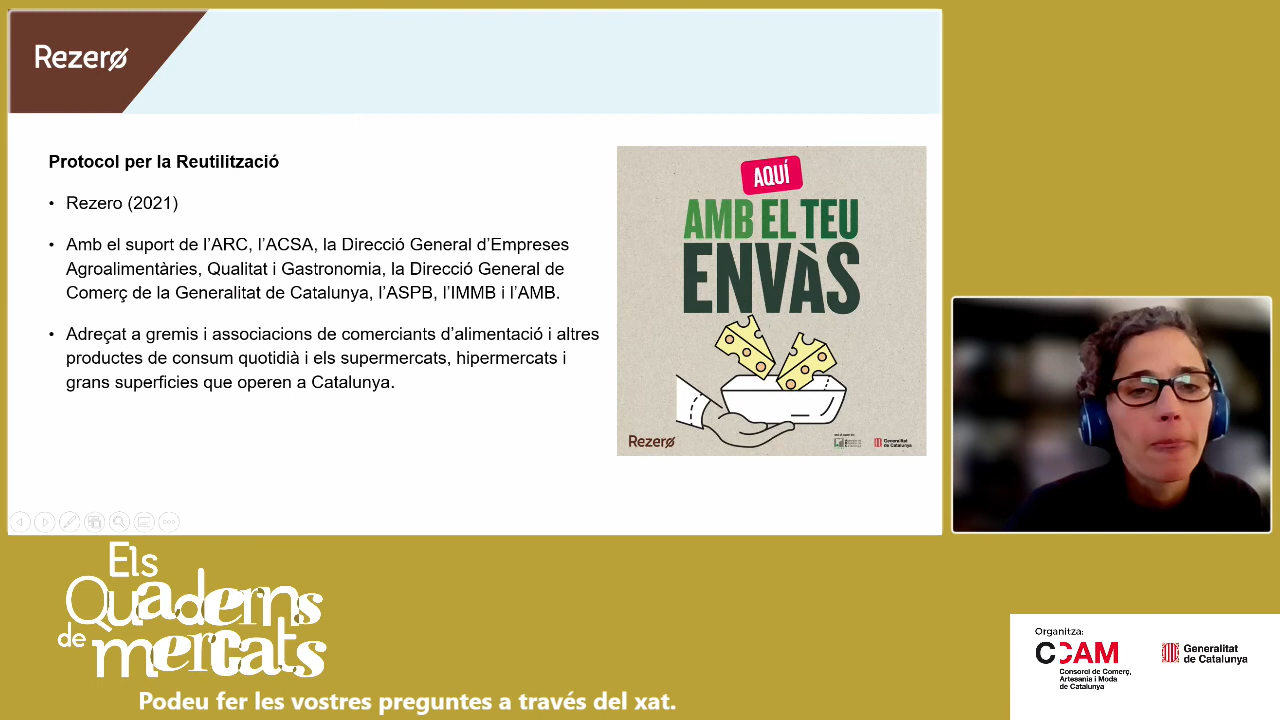 Rezero
Protocol per la Reutilització
• Rezero (2021)
• Amb el suport de l’ARC, l’ACSA, la Direcció General d’Empreses
Agroalimentàries, Qualitat i Gastronomia, la Direcció General de
Comerç de la Generalitat de Catalunya, l’ASPB, l’IMMB i l’AMB.
• Adreçat a gremis i associacions de comerciants d’alimentació i altres
productes de consum quotidià i els supermercats, hipermercats i
grans superfícies que operen a Catalunya.
AQUÍ
AMB EL TEU
ENVÀS
Rezero
Generalitat
de Catalunya
Els
Quaderns
de mercats
Podeu fer les vostres preguntes a través del xat.
Organitza:
CCAM
Consorci de Comerç,
Artesania i Moda
de Catalunya
Generalitat
de Catalunya